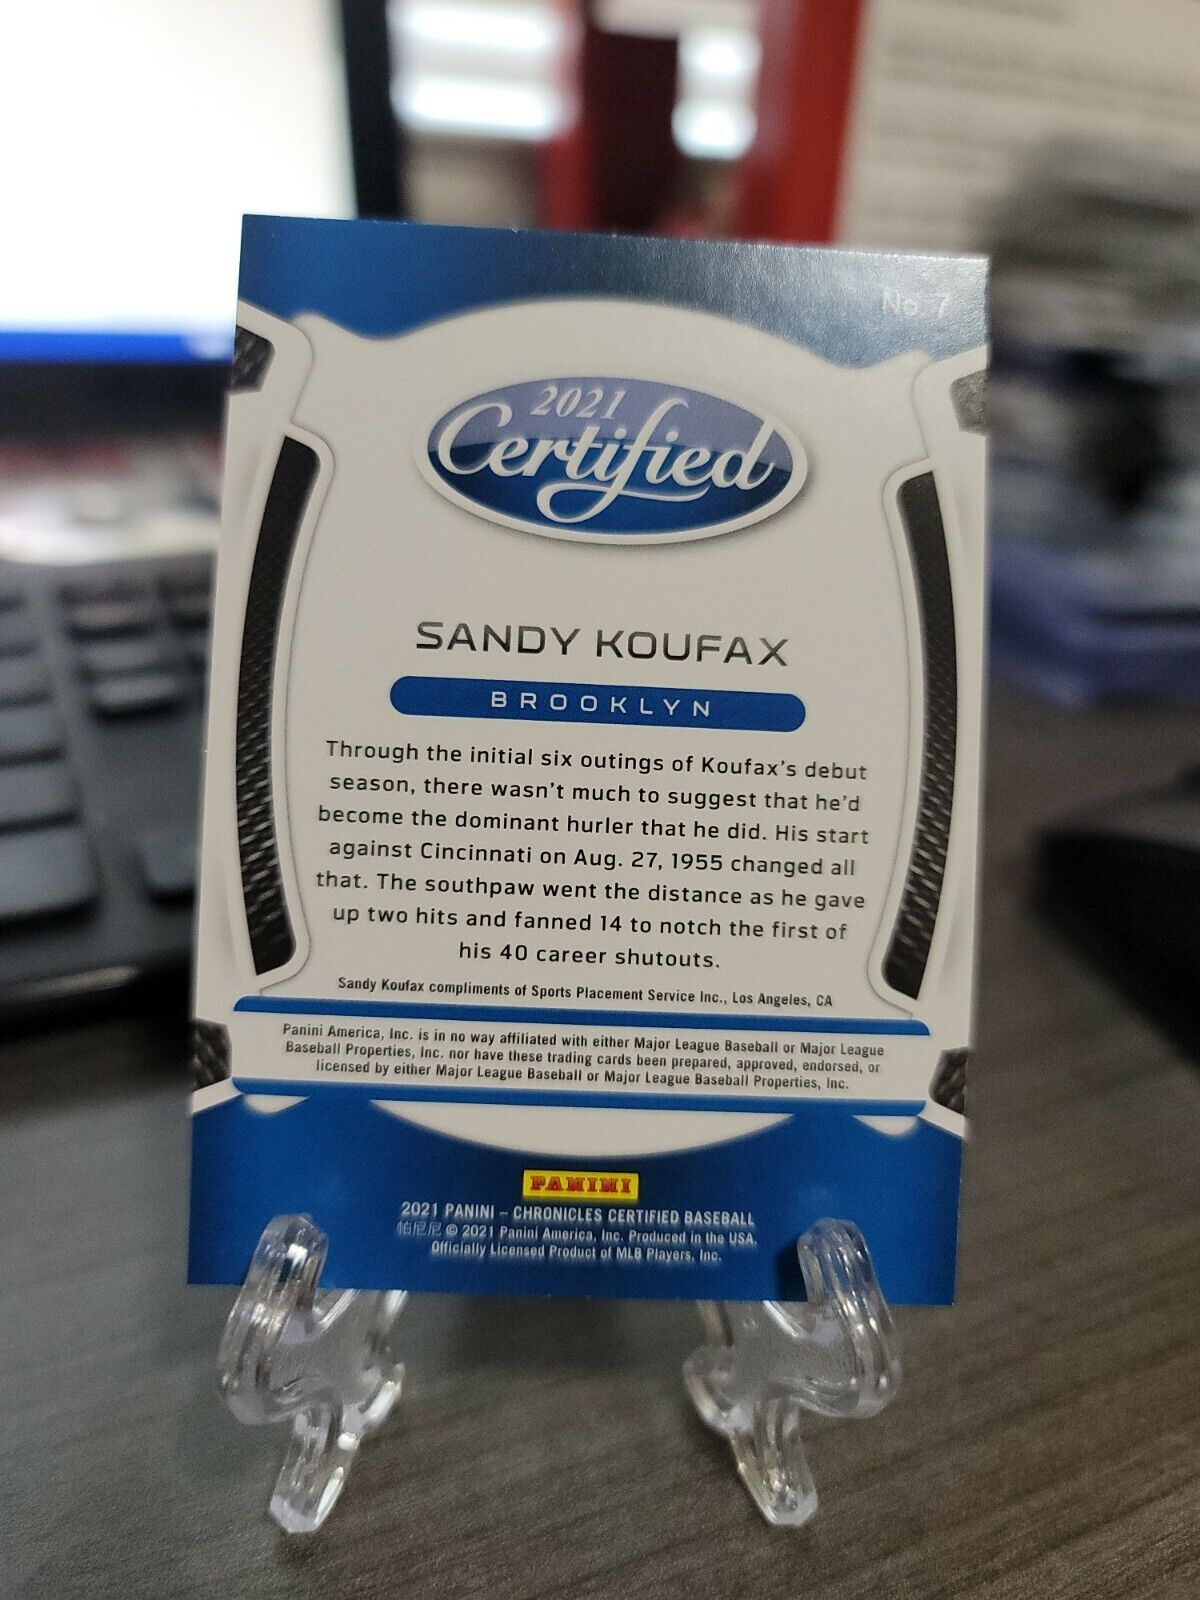 No. 7
2021
Certified
SANDY KOUFAX
BROOKLYN
Through the initial six outings of Koufax's debut
season, there wasn't much to suggest that he'd
become the dominant hurler that he did. His start
against Cincinnati on Aug. 27, 1955 changed all
that. The southpaw went the distance as he gave
up two hits and fanned 14 to notch the first of
his 40 career shutouts.
Sandy Koufax compliments of Sports Placement Service Inc., Los Angeles, CA
Panini America, Inc. is in no way affiliated with either Major League Baseball or Major League
Baseball Properties, Inc. nor have these trading cards been prepared, approved, endorsed, or
licensed by either Major League Baseball or Major League Baseball Properties, Inc.
PANINI
2021 PANINI – CHRONICLES CERTIFIED BASEBALL
帕尼尼 © 2021 Panini America, Inc. Produced in the USA.
Officially Licensed Product of MLB Players, Inc.